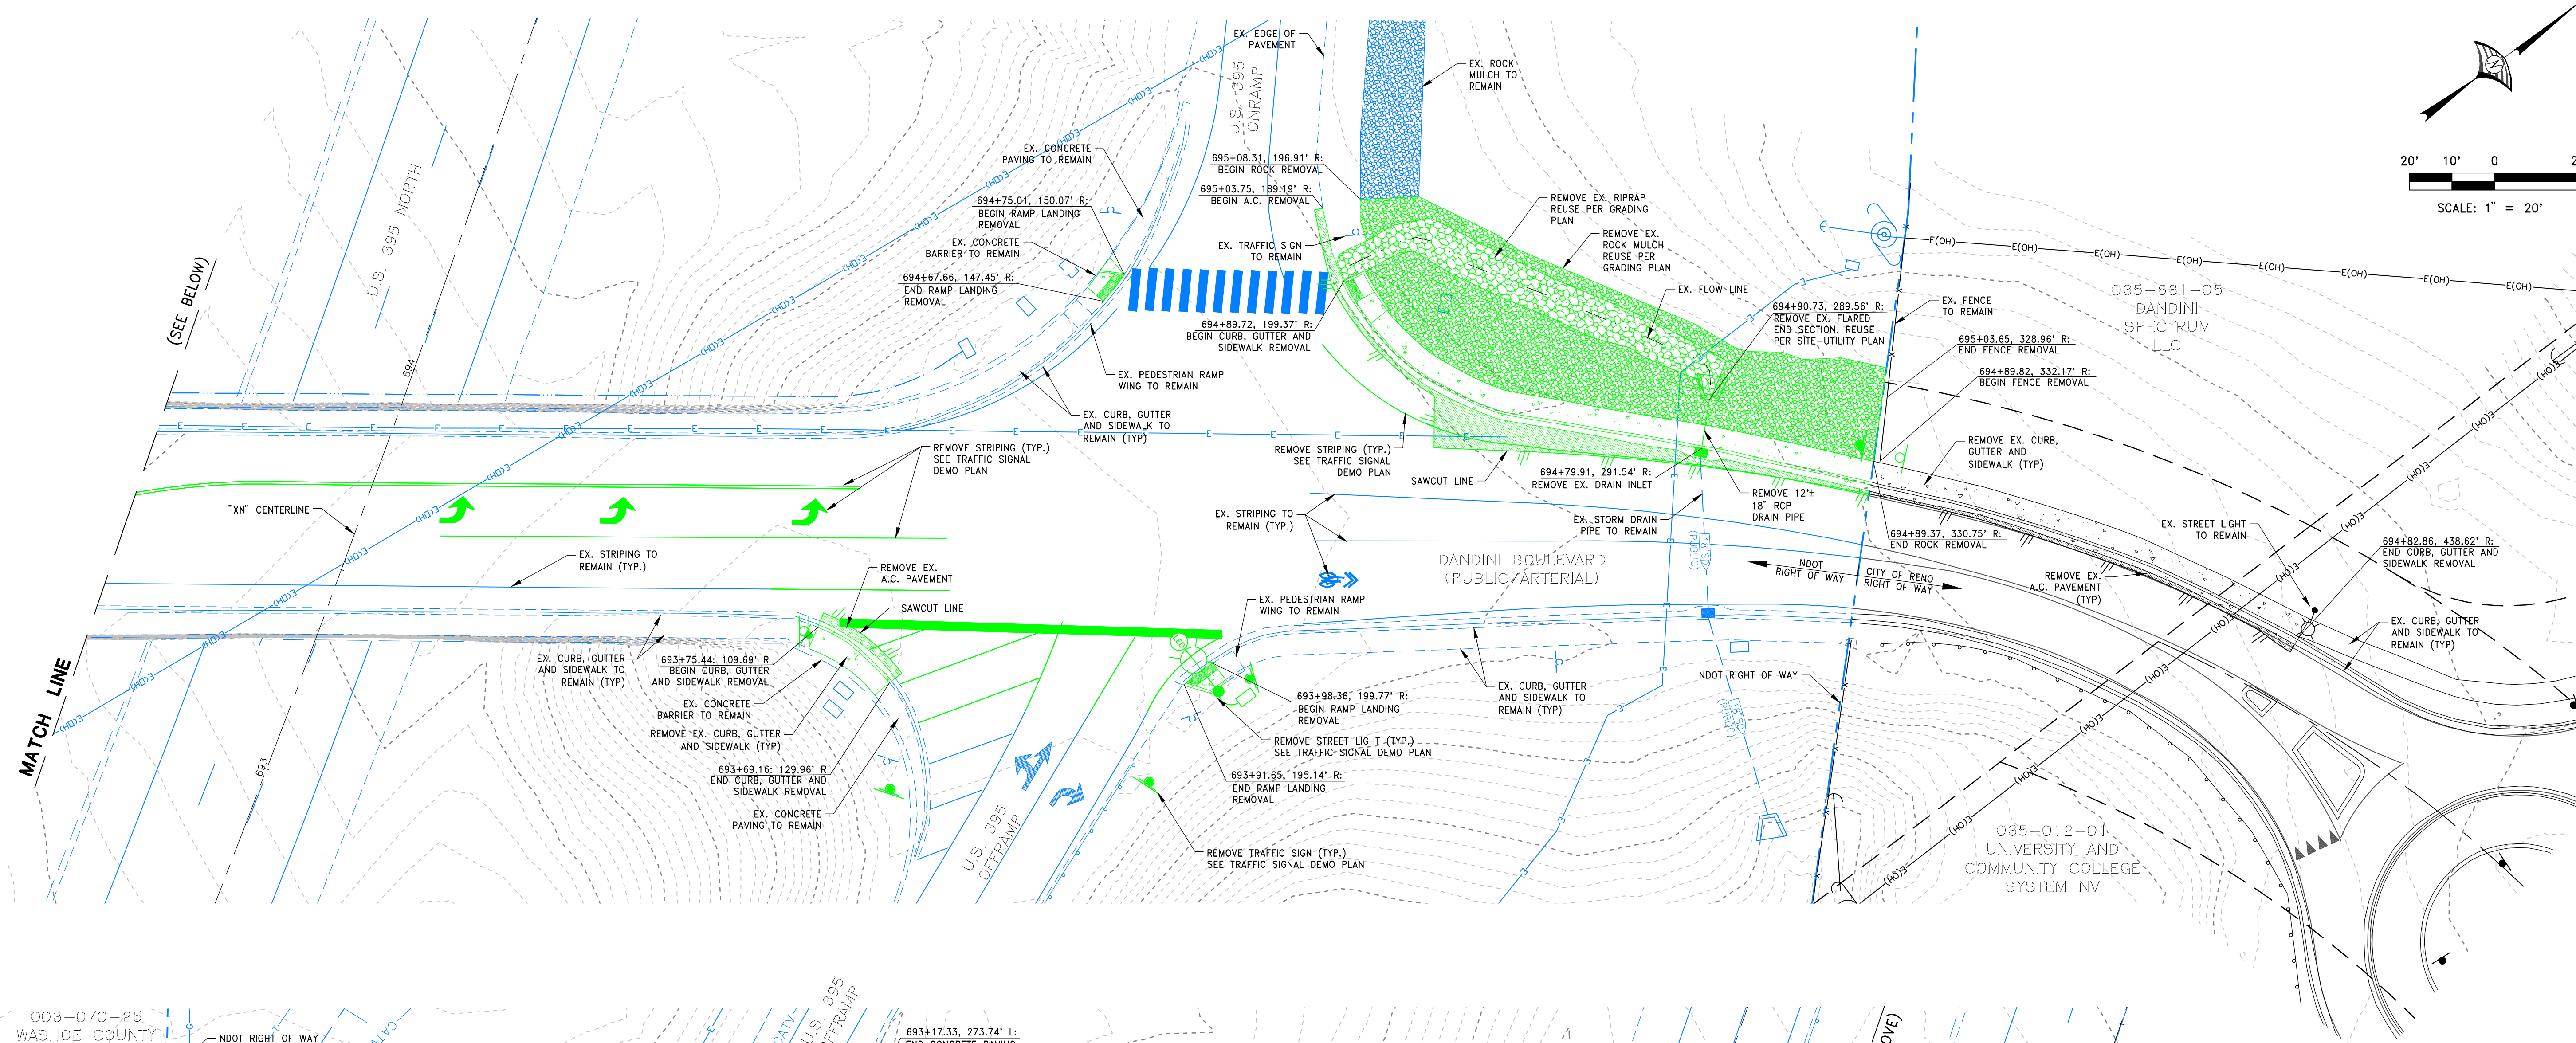 EX. EDGE OF
PAVEMENT
U.S. 395
ONRAMP
EX. ROCK
MULCH TO
REMAIN
20' 10' 0 2
SCALE: 1" = 20'
EX. CONCRETE
PAVING TO REMAIN
695+08.31, 196.91' R:
BEGIN ROCK REMOVAL
695+03.75, 189.19' R:
BEGIN A.C. REMOVAL
694+75.01, 150.07' R:
BEGIN RAMP LANDING
REMOVAL
EX. CONCRETE
BARRIER TO REMAIN
694+67.66, 147.45' R:
END RAMP LANDING
REMOVAL
EX. TRAFFIC SIGN
TO REMAIN
REMOVE EX. RIPRAP
REUSE PER GRADING
PLAN
REMOVE EX.
ROCK MULCH
REUSE PER
GRADING PLAN
EX. FLOW LINE
694+90.73, 289.56' R:
REMOVE EX. FLARED
END SECTION. REUSE
PER SITE-UTILITY PLAN
EX. FENCE
TO REMAIN
035-681-05
DANDINI
SPECTRUM
LLC
695+03.65, 328.96' R:
END FENCE REMOVAL
694+89.82, 332.17' R:
BEGIN FENCE REMOVAL
U.S. 395 NORTH
(SEE BELOW)
694
694+89.72, 199.37' R:
BEGIN CURB, GUTTER AND
SIDEWALK REMOVAL
EX. PEDESTRIAN RAMP
WING TO REMAIN
EX. CURB, GUTTER
AND SIDEWALK TO
REMAIN (TYP)
REMOVE STRIPING (TYP.)
SEE TRAFFIC SIGNAL
DEMO PLAN
REMOVE STRIPING (TYP.)
SEE TRAFFIC SIGNAL
DEMO PLAN
SAWCUT LINE
694+79.91, 291.54' R:
REMOVE EX. DRAIN INLET
REMOVE EX. CURB,
GUTTER AND
SIDEWALK (TYP)
REMOVE 12'±
18" RCP
DRAIN PIPE
"XN" CENTERLINE
EX. STRIPING TO
REMAIN (TYP.)
EX. STORM DRAIN
PIPE TO REMAIN
18" SD
(PUBLIC)
694+89.37, 330.75' R:
END ROCK REMOVAL
EX. STREET LIGHT
TO REMAIN
694+82.86, 438.62' R:
END CURB, GUTTER AND
SIDEWALK REMOVAL
EX. STRIPING TO
REMAIN (TYP.)
REMOVE EX.
A.C. PAVEMENT
SAWCUT LINE
DANDINI BOULEVARD
(PUBLIC/ARTERIAL)
NDOT
RIGHT OF WAY
CITY OF RENO
RIGHT OF WAY
REMOVE EX.
A.C. PAVEMENT
(TYP)
EX. PEDESTRIAN RAMP
WING TO REMAIN
EX. CURB, GUTTER
AND SIDEWALK TO
REMAIN (TYP)
LED
MATCH LINE
EX. CURB, GUTTER
AND SIDEWALK TO
REMAIN (TYP)
693+75.44: 109.69' R
BEGIN CURB, GUTTER
AND SIDEWALK REMOVAL
EX. CONCRETE
BARRIER TO REMAIN
REMOVE EX. CURB, GUTTER
AND SIDEWALK (TYP)
693+98.36, 199.77' R:
BEGIN RAMP LANDING
REMOVAL
EX. CURB, GUTTER
AND SIDEWALK TO
REMAIN (TYP)
NDOT RIGHT OF WAY
18" SD
(PUBLIC)
REMOVE STREET LIGHT (TYP.)
SEE TRAFFIC SIGNAL DEMO PLAN
693
693+69.16: 129.96' R
END CURB, GUTTER AND
SIDEWALK REMOVAL
EX. CONCRETE
PAVING TO REMAIN
693+91.65, 195.14' R:
END RAMP LANDING
REMOVAL
U.S. 395
OFFRAMP
REMOVE TRAFFIC SIGN (TYP.)
SEE TRAFFIC SIGNAL DEMO PLAN
035-012-01
UNIVERSITY AND
COMMUNITY COLLEGE
SYSTEM NV
003-070-25
WASHOE COUNTY
NDOT RIGHT OF WAY
CATV
U.S. 395
OFFRAMP
693+17.33, 273.74' L:
END CONCRETE PAVING